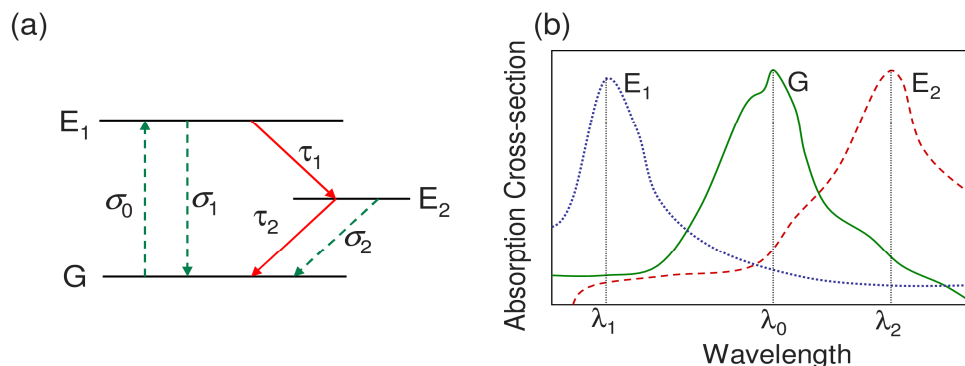 (a)
E₁
σ₀
σ₁
τ₁
τ₂
σ₂
E₂
G
(b)
Absorption Cross-section
E₁
G
E₂
λ₁
λ₀
λ₂
Wavelength